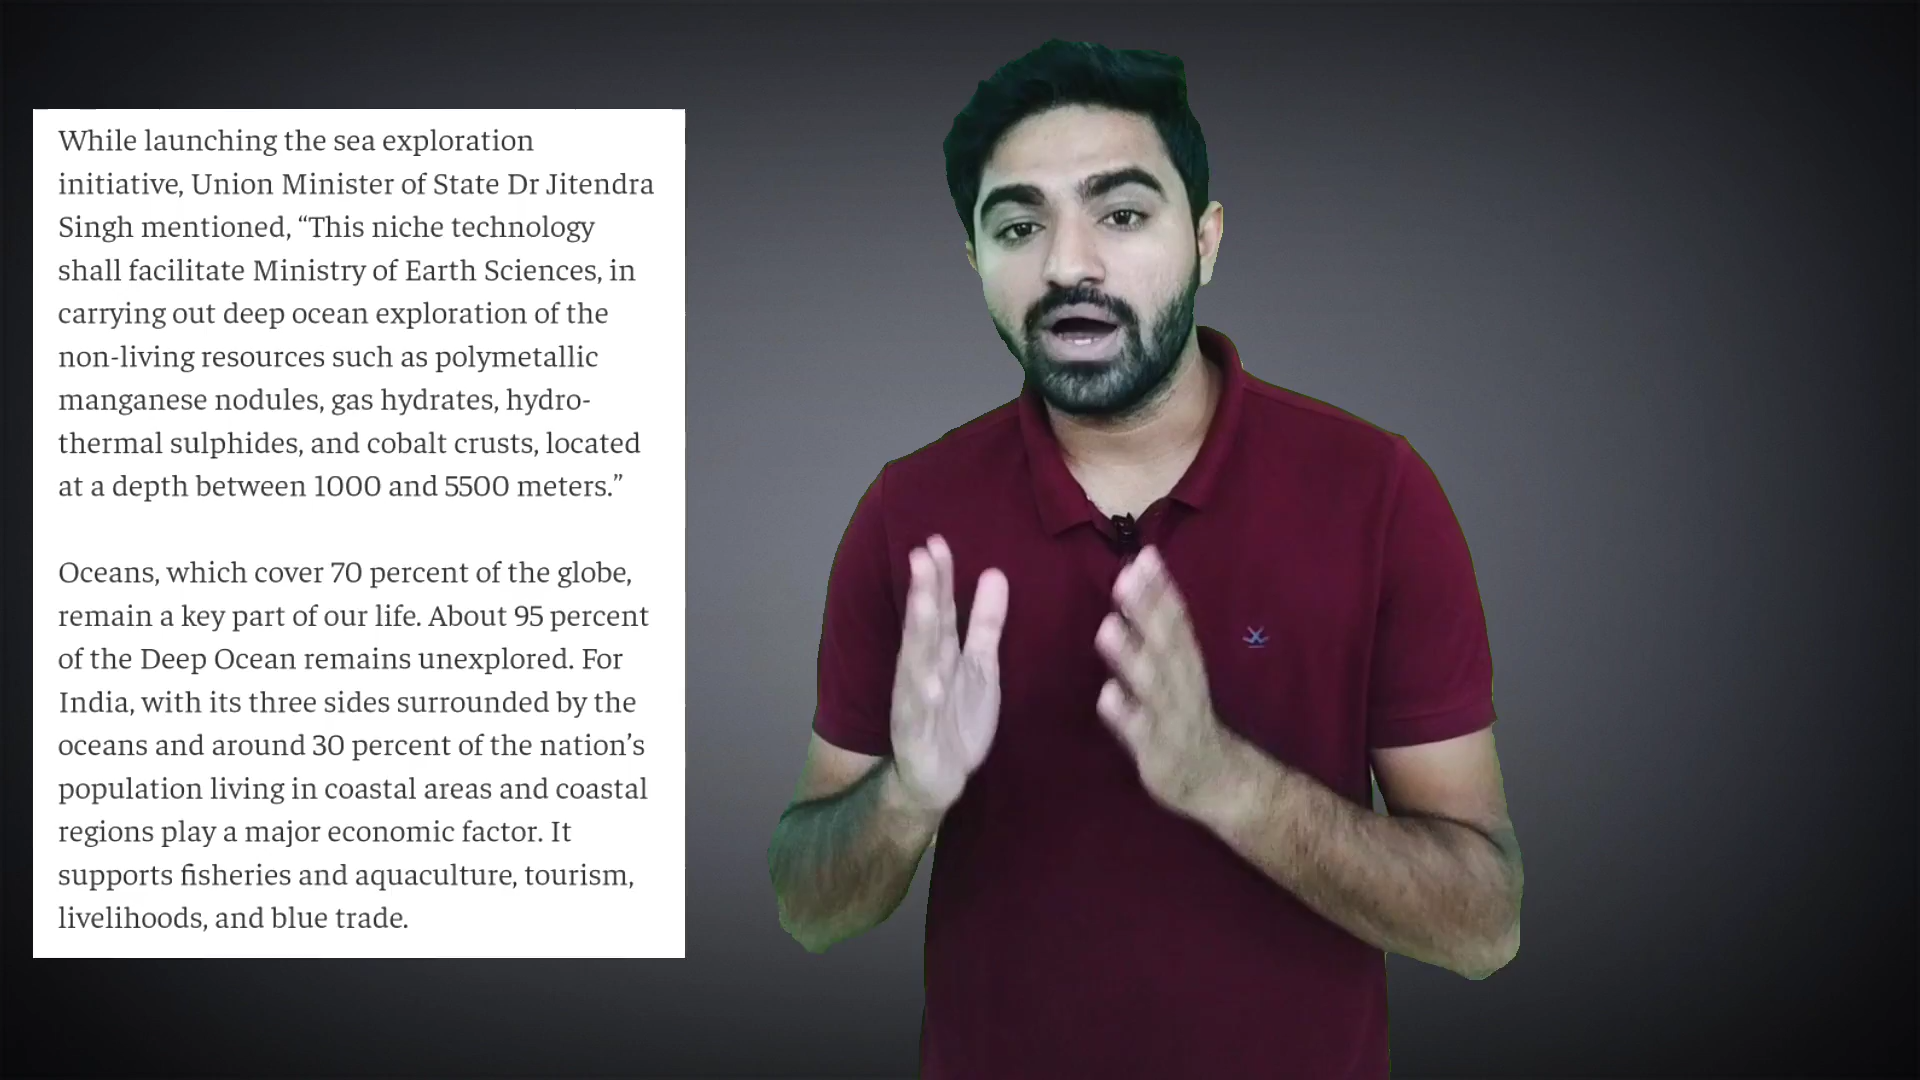 While launching the sea exploration
initiative, Union Minister of State Dr Jitendra
Singh mentioned, “This niche technology
shall facilitate Ministry of Earth Sciences, in
carrying out deep ocean exploration of the
non-living resources such as polymetallic
manganese nodules, gas hydrates, hydro-
thermal sulphides, and cobalt crusts, located
at a depth between 1000 and 5500 meters.”
Oceans, which cover 70 percent of the globe,
remain a key part of our life. About 95 percent
of the Deep Ocean remains unexplored. For
India, with its three sides surrounded by the
oceans and around 30 percent of the nation’s
population living in coastal areas and coastal
regions play a major economic factor. It
supports fisheries and aquaculture, tourism,
livelihoods, and blue trade.